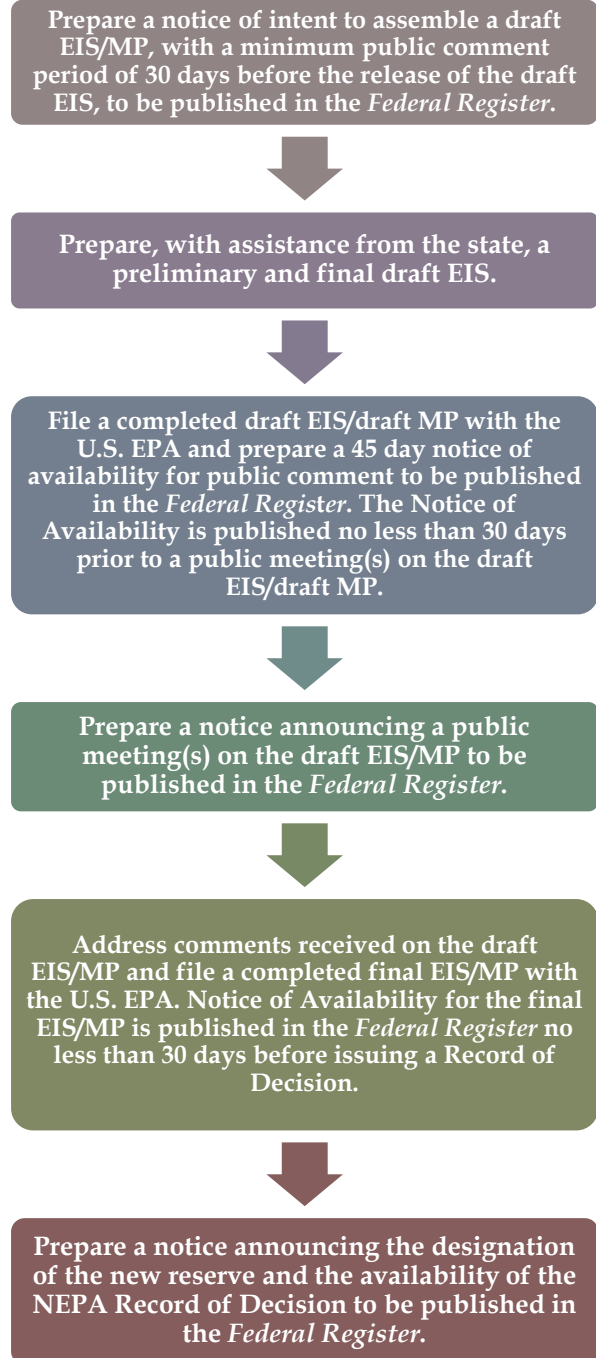 Prepare a notice of intent to assemble a draft
EIS/MP, with a minimum public comment
period of 30 days before the release of the draft
EIS, to be published in the Federal Register.
Prepare, with assistance from the state, a
preliminary and final draft EIS.
File a completed draft EIS/draft MP with the
U.S. EPA and prepare a 45 day notice of
availability for public comment to be published
in the Federal Register. The Notice of
Availability is published no less than 30 days
prior to a public meeting(s) on the draft
EIS/draft MP.
Prepare a notice announcing a public
meeting(s) on the draft EIS/MP to be
published in the Federal Register.
Address comments received on the draft
EIS/MP and file a completed final EIS/MP with
the U.S. EPA. Notice of Availability for the final
EIS/MP is published in the Federal Register no
less than 30 days before issuing a Record of
Decision.
Prepare a notice announcing the designation
of the new reserve and the availability of the
NEPA Record of Decision to be published in
the Federal Register.